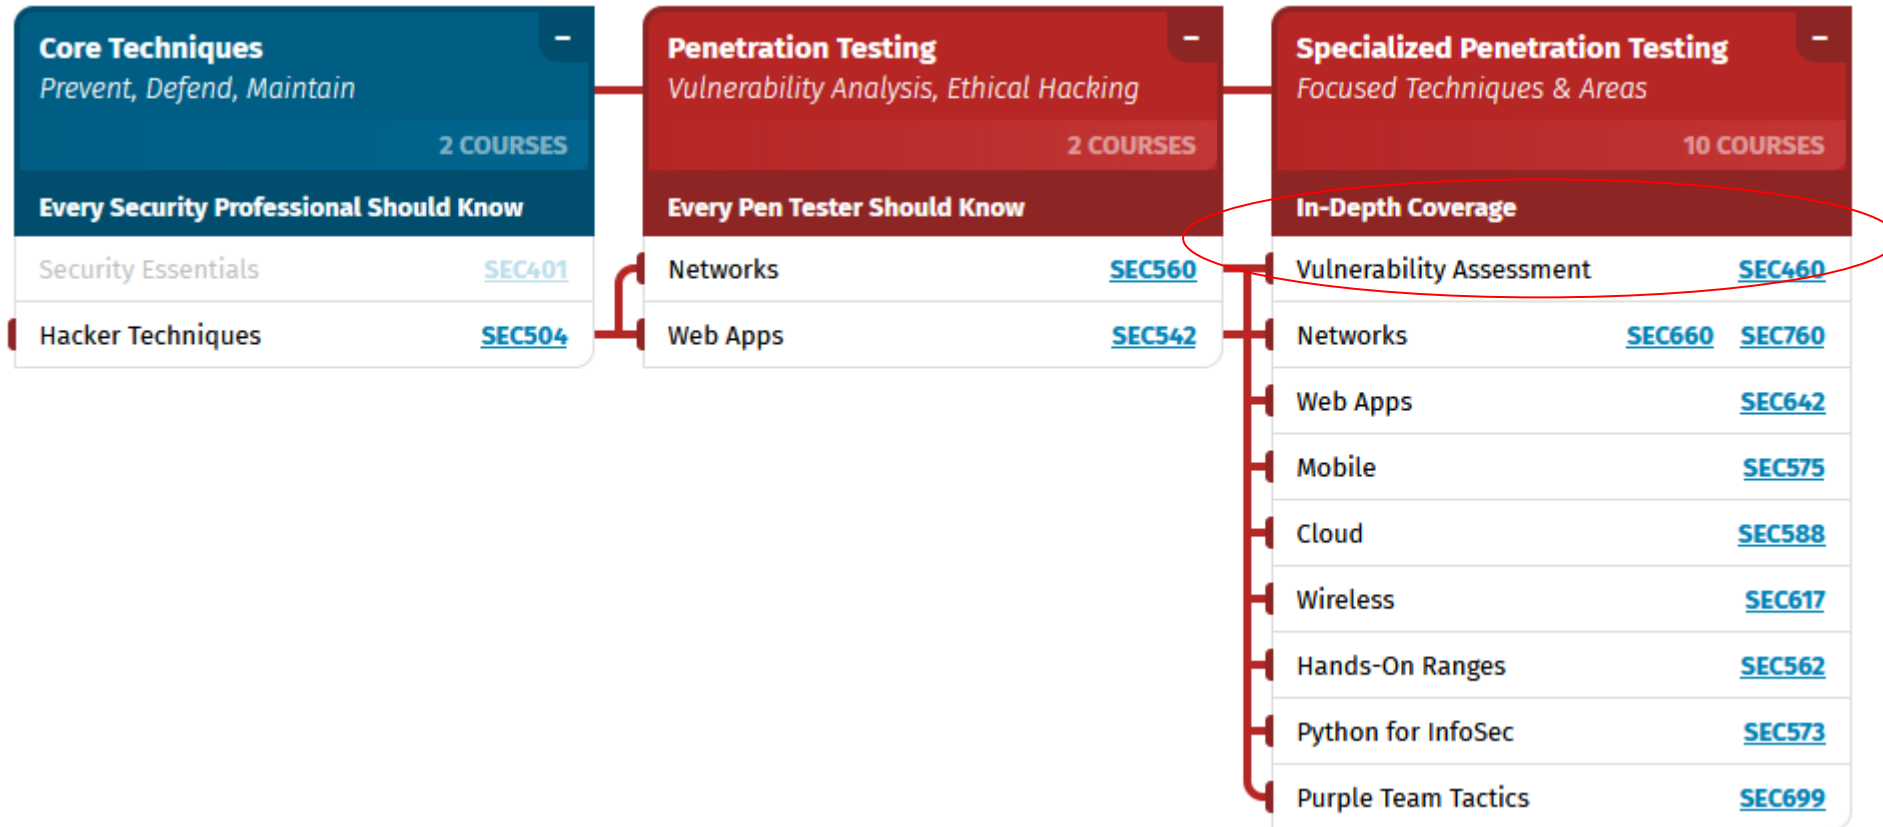 Core Techniques
–
Prevent, Defend, Maintain
2 COURSES
Every Security Professional Should Know
Security Essentials SEC401
Hacker Techniques SEC504
Penetration Testing
–
Vulnerability Analysis, Ethical Hacking
2 COURSES
Every Pen Tester Should Know
Networks SEC560
Web Apps SEC542
Specialized Penetration Testing
–
Focused Techniques & Areas
10 COURSES
In-Depth Coverage
Vulnerability Assessment SEC460
Networks SEC660 SEC760
Web Apps SEC642
Mobile SEC575
Cloud SEC588
Wireless SEC617
Hands-On Ranges SEC562
Python for InfoSec SEC573
Purple Team Tactics SEC699